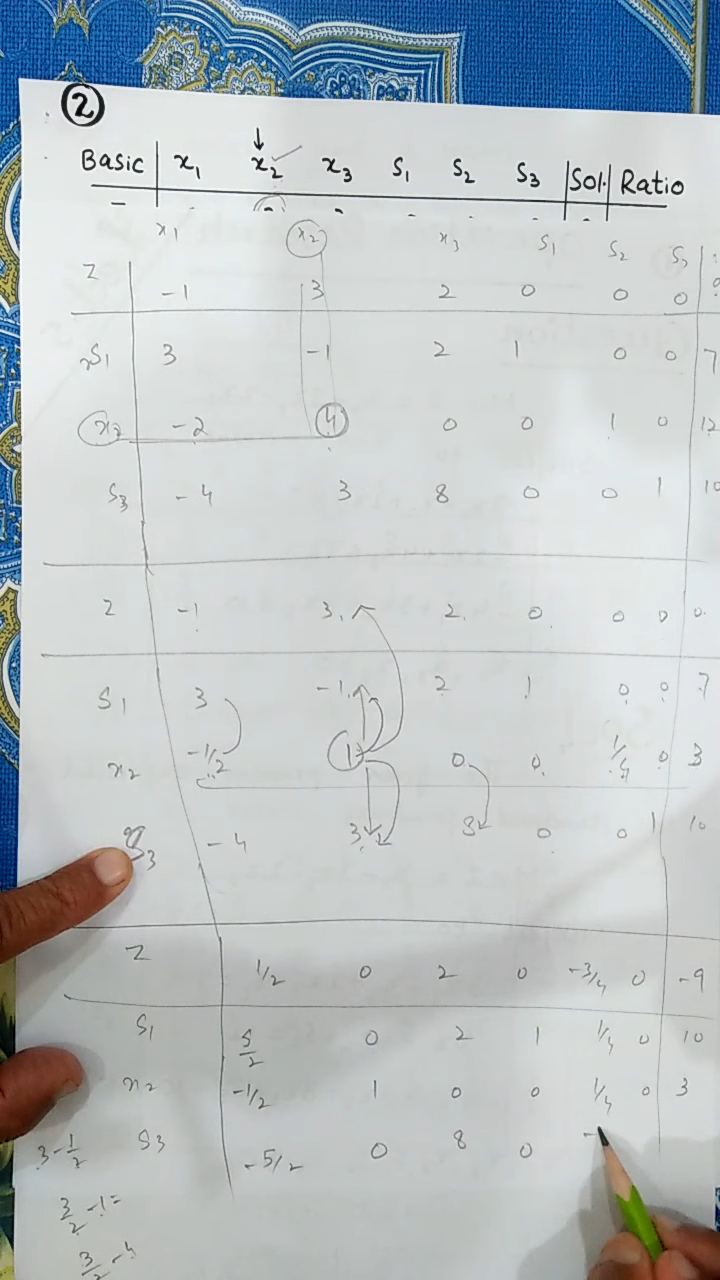 ②
Basic x₁ x₂ x₃ S₁ S₂ S₃ Sol. Ratio
x₁ x₂ x₃ S₁ S₂ S₃
Z -1 3 2 0 0 0 0
S₁ 3 -1 2 1 0 0 7
x₂ -2 4 0 0 1 0 12
S₃ -4 3 8 0 0 1 10
Z -1 3 2 0 0 0 0
S₁ 3 -1 2 1 0 0 7
x₂ -1/2 1 0 0 1/4 0 3
S₃ -4 3 8 0 0 1 10
Z 1/2 0 2 0 -3/4 0 -9
S₁ 5/2 0 2 1 1/4 0 10
x₂ -1/2 1 0 0 1/4 0 3
S₃ -5/2 0 8 0 -
3-1/2
3/2-1=
3/2-4